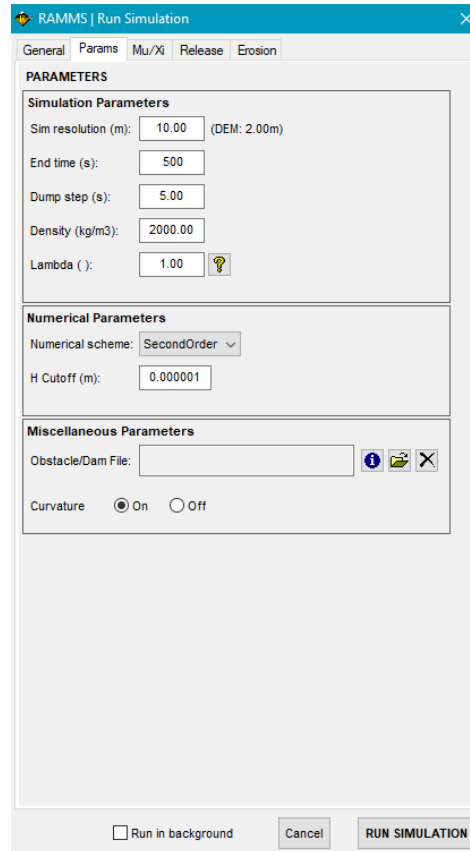 RAMMS | Run Simulation
General Params Mu/Xi Release Erosion
PARAMETERS
Simulation Parameters
Sim resolution (m): 10.00 (DEM: 2.00m)
End time (s): 500
Dump step (s): 5.00
Density (kg/m3): 2000.00
Lambda ( ): 1.00
Numerical Parameters
Numerical scheme: SecondOrder
H Cutoff (m): 0.000001
Miscellaneous Parameters
Obstacle/Dam File:
Curvature On Off
Run in background Cancel RUN SIMULATION